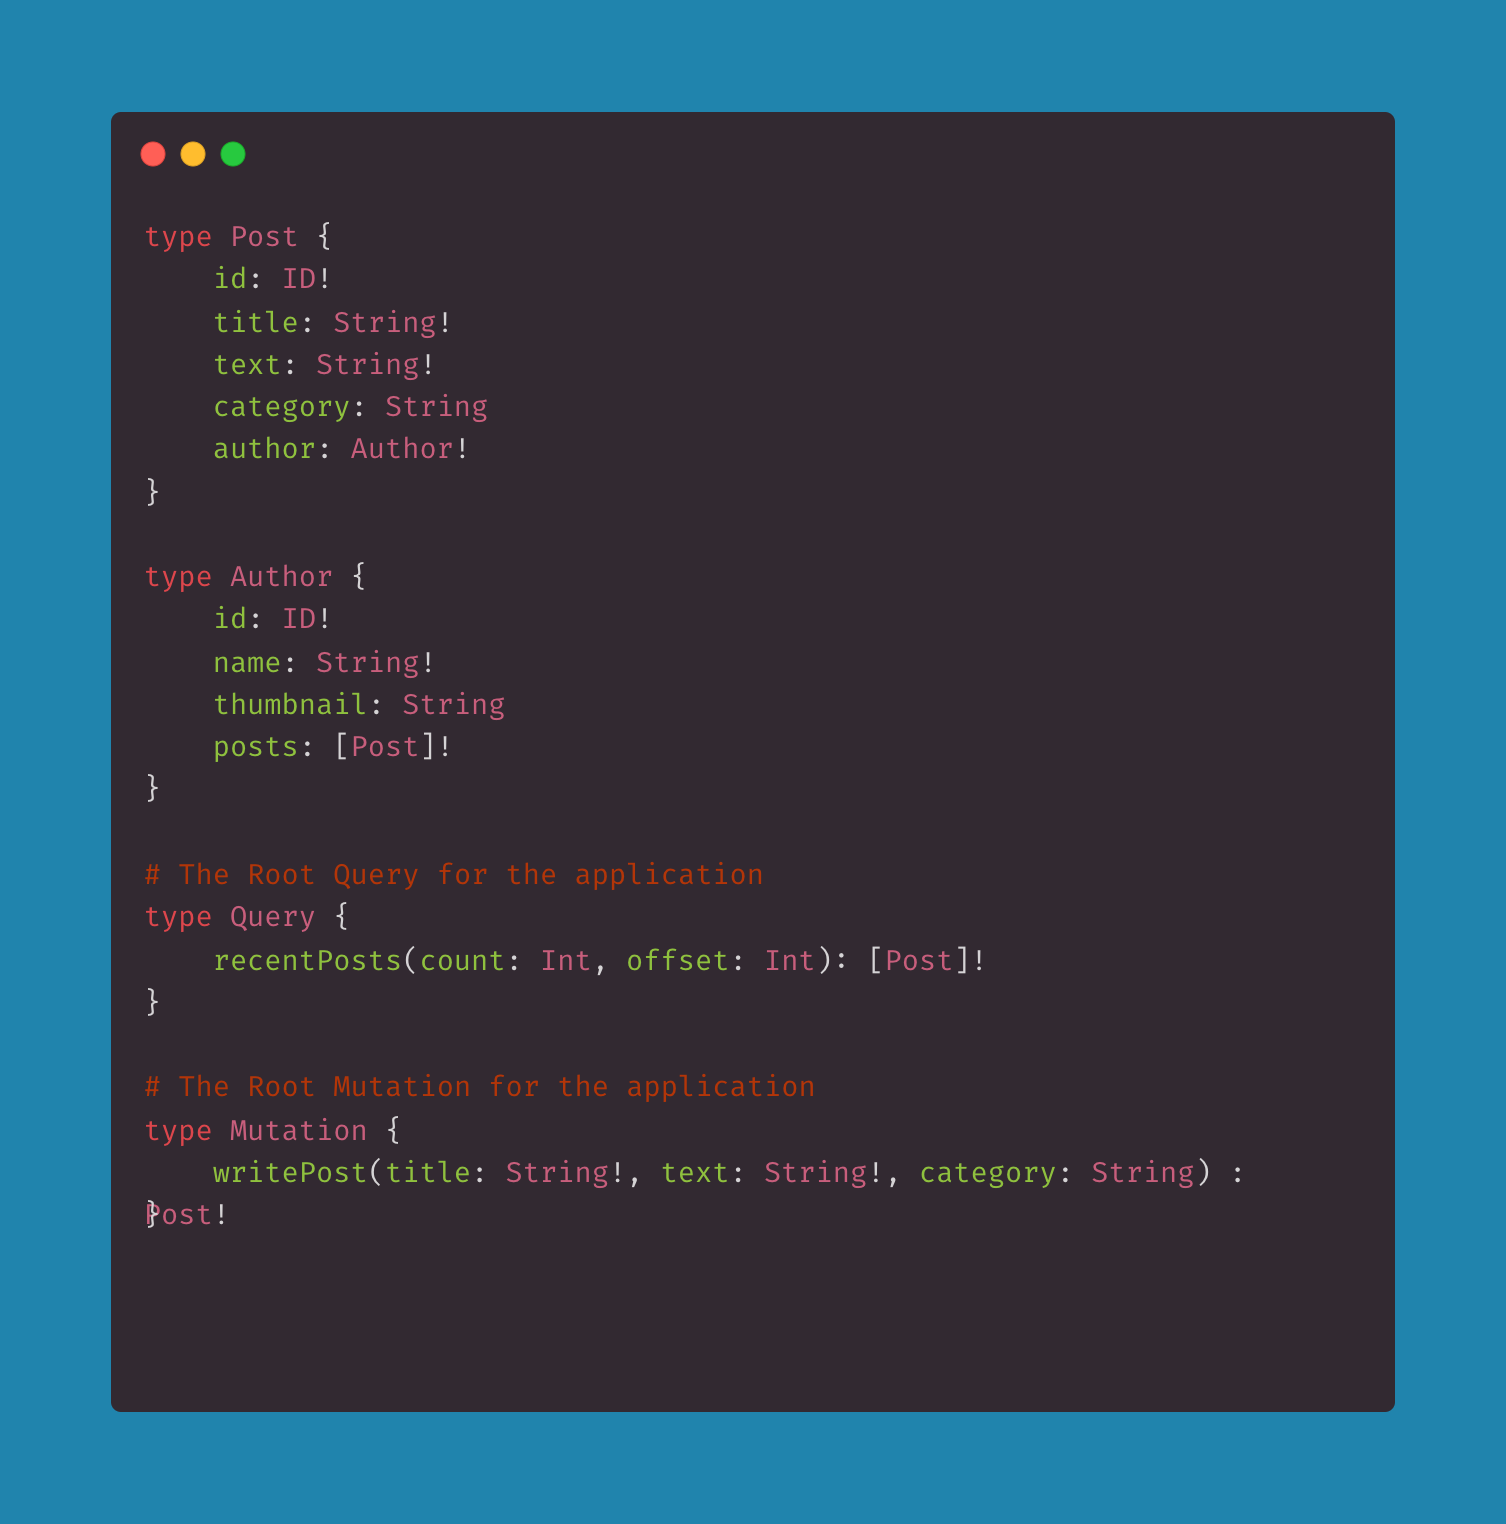 type Post {
    id: ID!
    title: String!
    text: String!
    category: String
    author: Author!
}

type Author {
    id: ID!
    name: String!
    thumbnail: String
    posts: [Post]!
}

# The Root Query for the application
type Query {
    recentPosts(count: Int, offset: Int): [Post]!
}

# The Root Mutation for the application
type Mutation {
    writePost(title: String!, text: String!, category: String) :
Post!
}